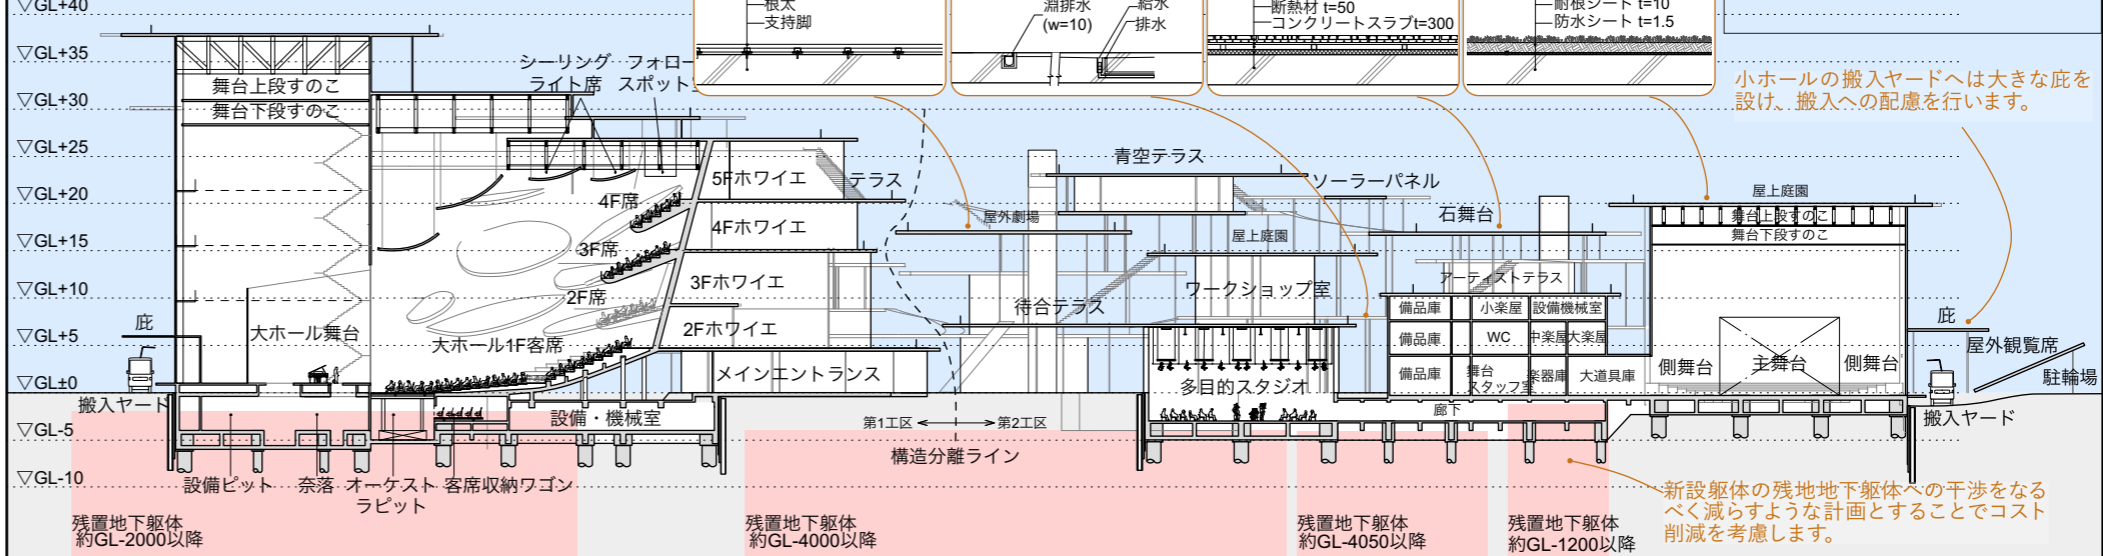 ▽GL+40
▽GL+35
▽GL+30
▽GL+25
▽GL+20
▽GL+15
▽GL+10
▽GL+5
▽GL±0
▽GL-5
▽GL-10
根太
支持脚
溜排水
(w=10)
給水
排水
断熱材 t=50
コンクリートスラブt=300
耐根シート t=10
防水シート t=1.5
小ホールの搬入ヤードへは大きな庇を
設け、搬入への配慮を行います。
シーリング
ライト席
フォロー
スポット
舞台上段すのこ
舞台下段すのこ
5Fホワイエ
テラス
4F席
4Fホワイエ
3F席
3Fホワイエ
2F席
2Fホワイエ
大ホール舞台
大ホール1F客席
メインエントランス
庇
搬入ヤード
設備・機械室
設備ピット
奈落
オーケスト
ラピット
客席収納ワゴン
青空テラス
ソーラーパネル
屋外劇場
屋上庭園
石舞台
アーティストテラス
待合テラス
ワークショップ室
多目的スタジオ
備品庫
小楽屋
設備機械室
備品庫
WC
中楽屋
大楽屋
備品庫
舞台
スタッフ室
楽器庫
大道具庫
廊下
屋上庭園
舞台上段すのこ
舞台下段すのこ
側舞台
主舞台
側舞台
庇
屋外観覧席
駐輪場
搬入ヤード
第1工区
第2工区
構造分離ライン
残置地下躯体
約GL-2000以降
残置地下躯体
約GL-4000以降
残置地下躯体
約GL-4050以降
残置地下躯体
約GL-1200以降
新設躯体の残地地下躯体への干渉をなる
べく減らすような計画とすることでコスト
削減を考慮します。